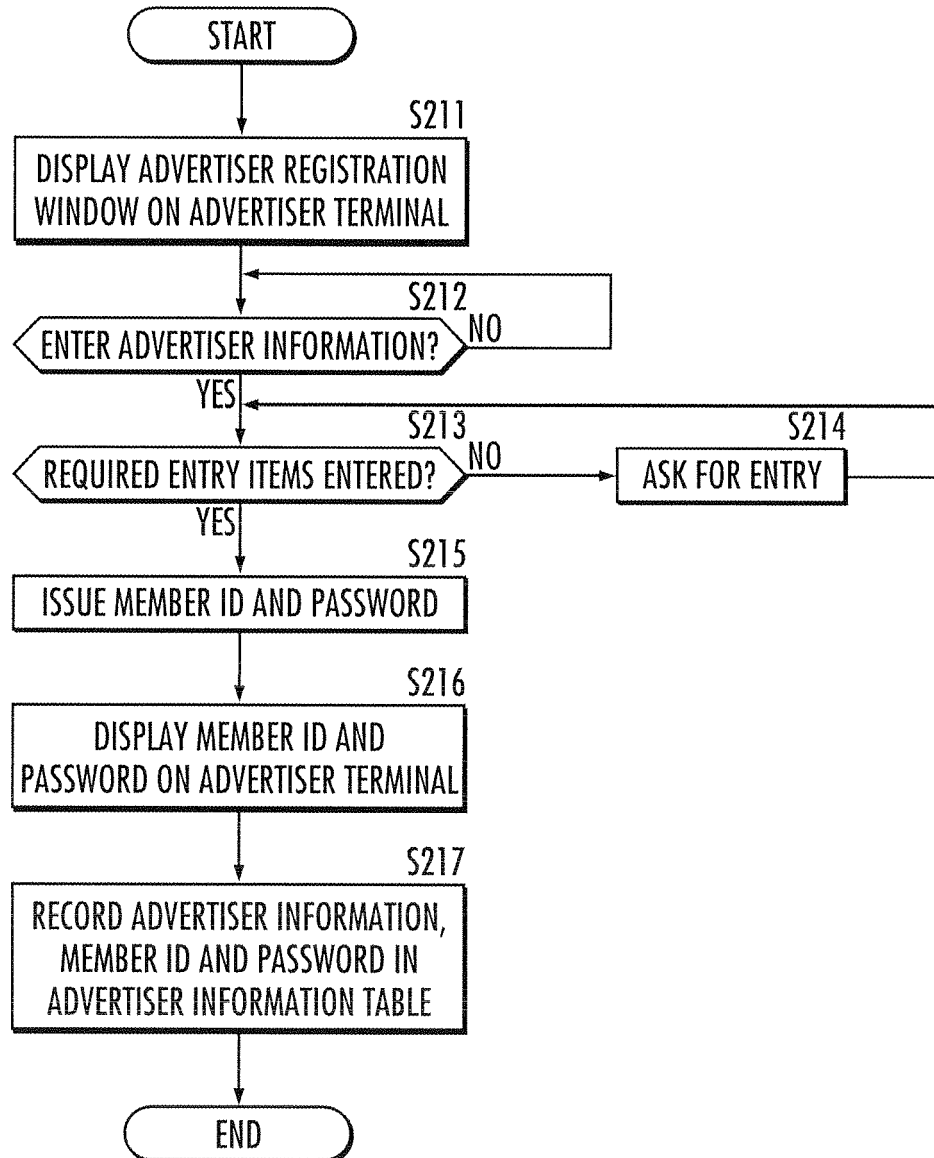 START
S211
DISPLAY ADVERTISER REGISTRATION
WINDOW ON ADVERTISER TERMINAL
S212
ENTER ADVERTISER INFORMATION?
NO
YES
S213
REQUIRED ENTRY ITEMS ENTERED?
NO
S214
ASK FOR ENTRY
YES
S215
ISSUE MEMBER ID AND PASSWORD
S216
DISPLAY MEMBER ID AND
PASSWORD ON ADVERTISER TERMINAL
S217
RECORD ADVERTISER INFORMATION,
MEMBER ID AND PASSWORD IN
ADVERTISER INFORMATION TABLE
END